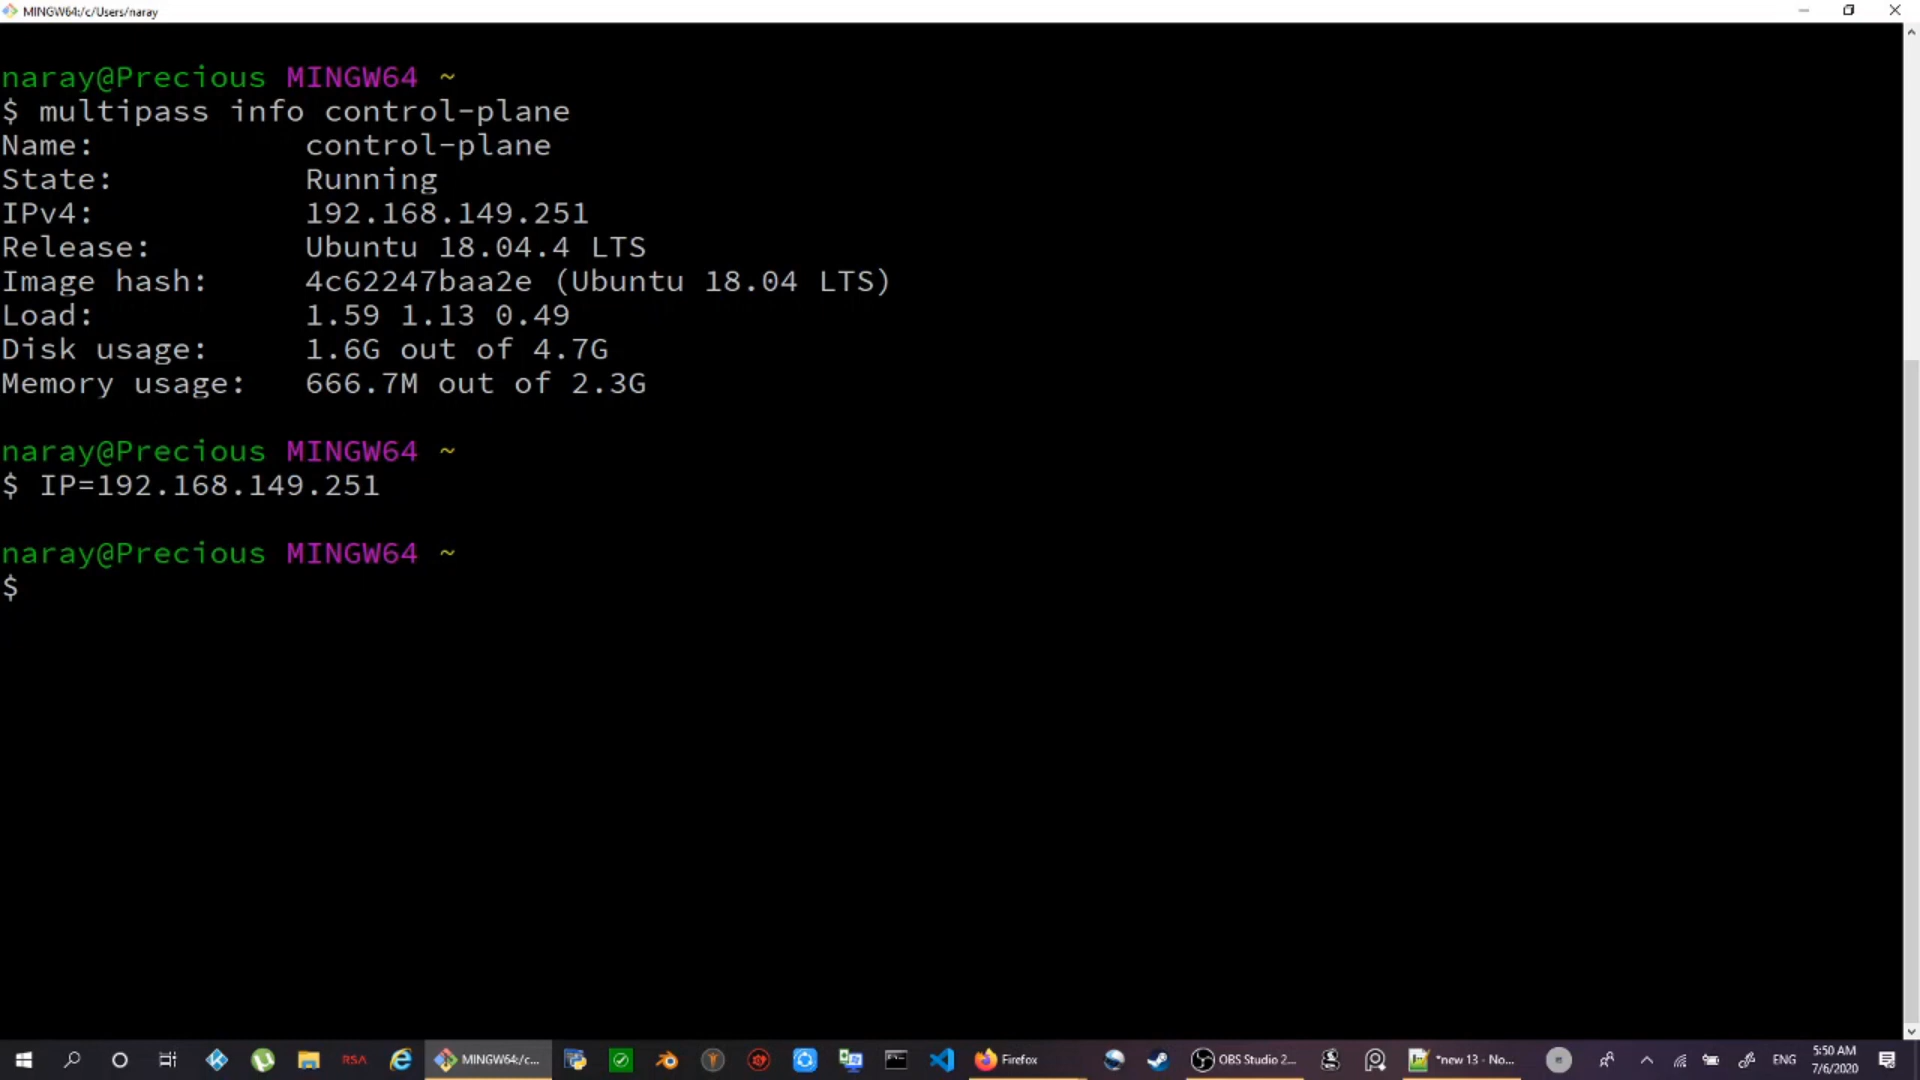 MINGW64:/c/Users/naray
naray@Precious MINGW64 ~
$ multipass info control-plane
Name: control-plane
State: Running
IPv4: 192.168.149.251
Release: Ubuntu 18.04.4 LTS
Image hash: 4c62247baa2e (Ubuntu 18.04 LTS)
Load: 1.59 1.13 0.49
Disk usage: 1.6G out of 4.7G
Memory usage: 666.7M out of 2.3G
naray@Precious MINGW64 ~
$ IP=192.168.149.251
naray@Precious MINGW64 ~
$
RSA MINGW64:/c... Firefox OBS Studio 2... *new 13 - No... ENG
5:50 AM
7/6/2020